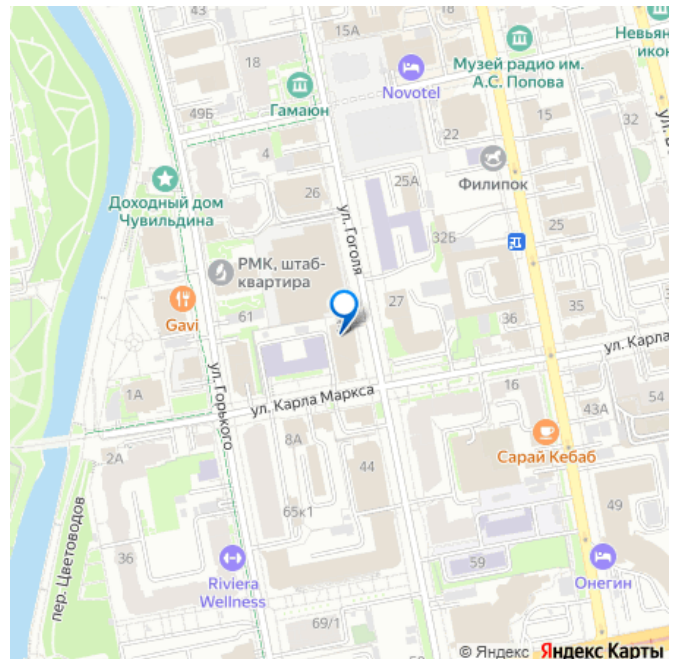 15А
18
Novotel
Музей радио им.
А.С. Попова
Невьян
икон
Гамаюн
49Б
4
22
15
32
Доходный дом
Чувильдина
26
25А
Филипок
ул. Гоголя
32Б
25
РМК, штаб-
квартира
Gavi
61
27
36
35
ул. Карла
ул. Горького
ул. Карла Маркса
1А
16
54
43А
Сарай Кебаб
2А
8А
44
65к1
49
пер. Цветоводов
36
Riviera
Wellness
59
Онегин
69/1
© Яндекс Яндекс Карты